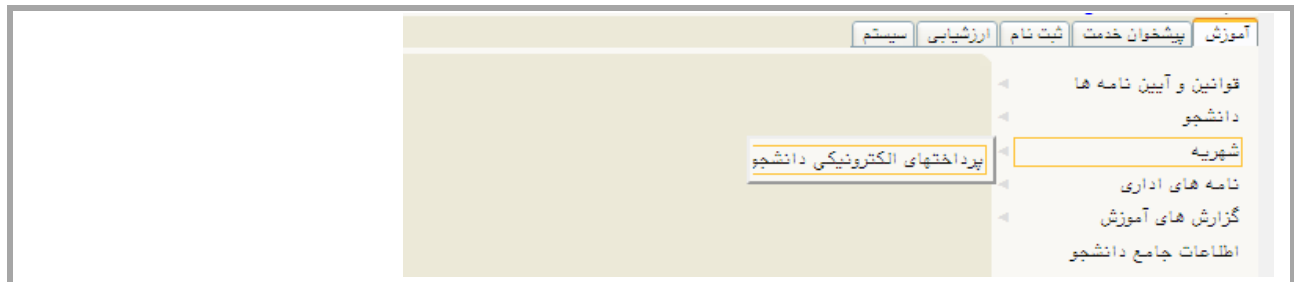 آموزش پیشخوان خدمت ثبت نام ارزشیابی سیستم
قوانین و آیین نامه ها
دانشجو
شهریه
پرداختهای الکترونیکی دانشجو
نامه های اداری
گزارش های آموزش
اطلاعات جامع دانشجو